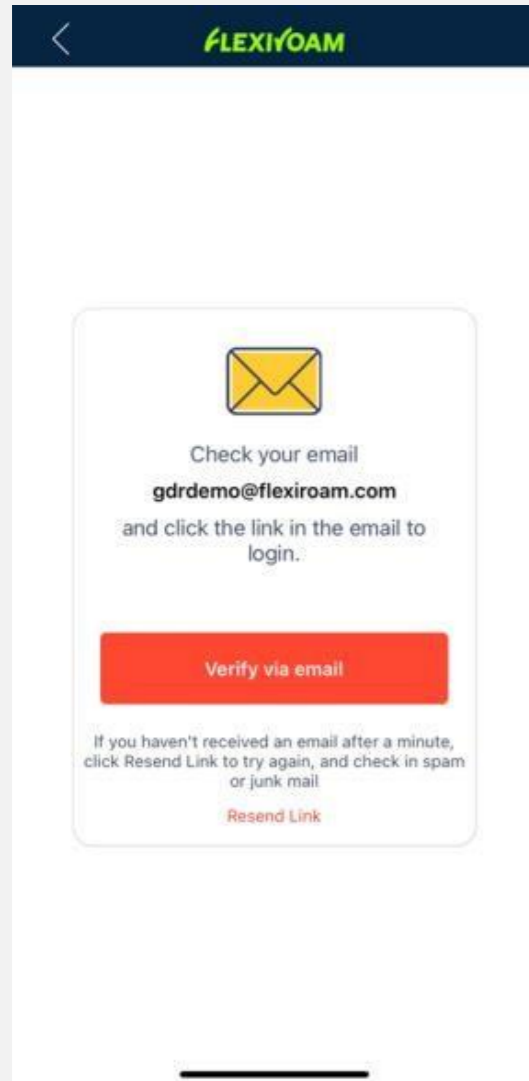 FLEXIROAM
Check your email
gdrdemo@flexiroam.com
and click the link in the email to
login.
Verify via email
If you haven't received an email after a minute,
click Resend Link to try again, and check in spam
or junk mail
Resend Link